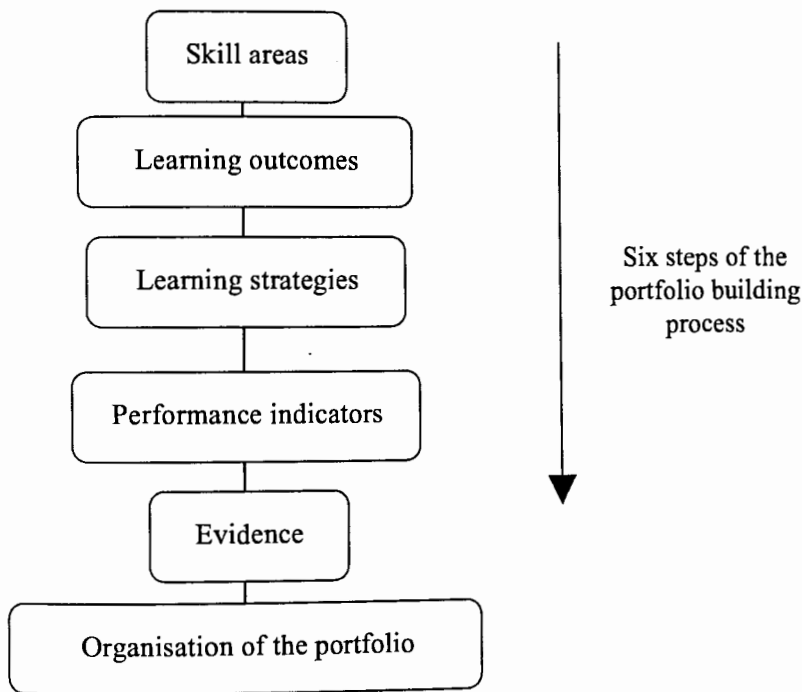 Skill areas
Learning outcomes
Learning strategies
Performance indicators
Evidence
Organisation of the portfolio
Six steps of the
portfolio building
process